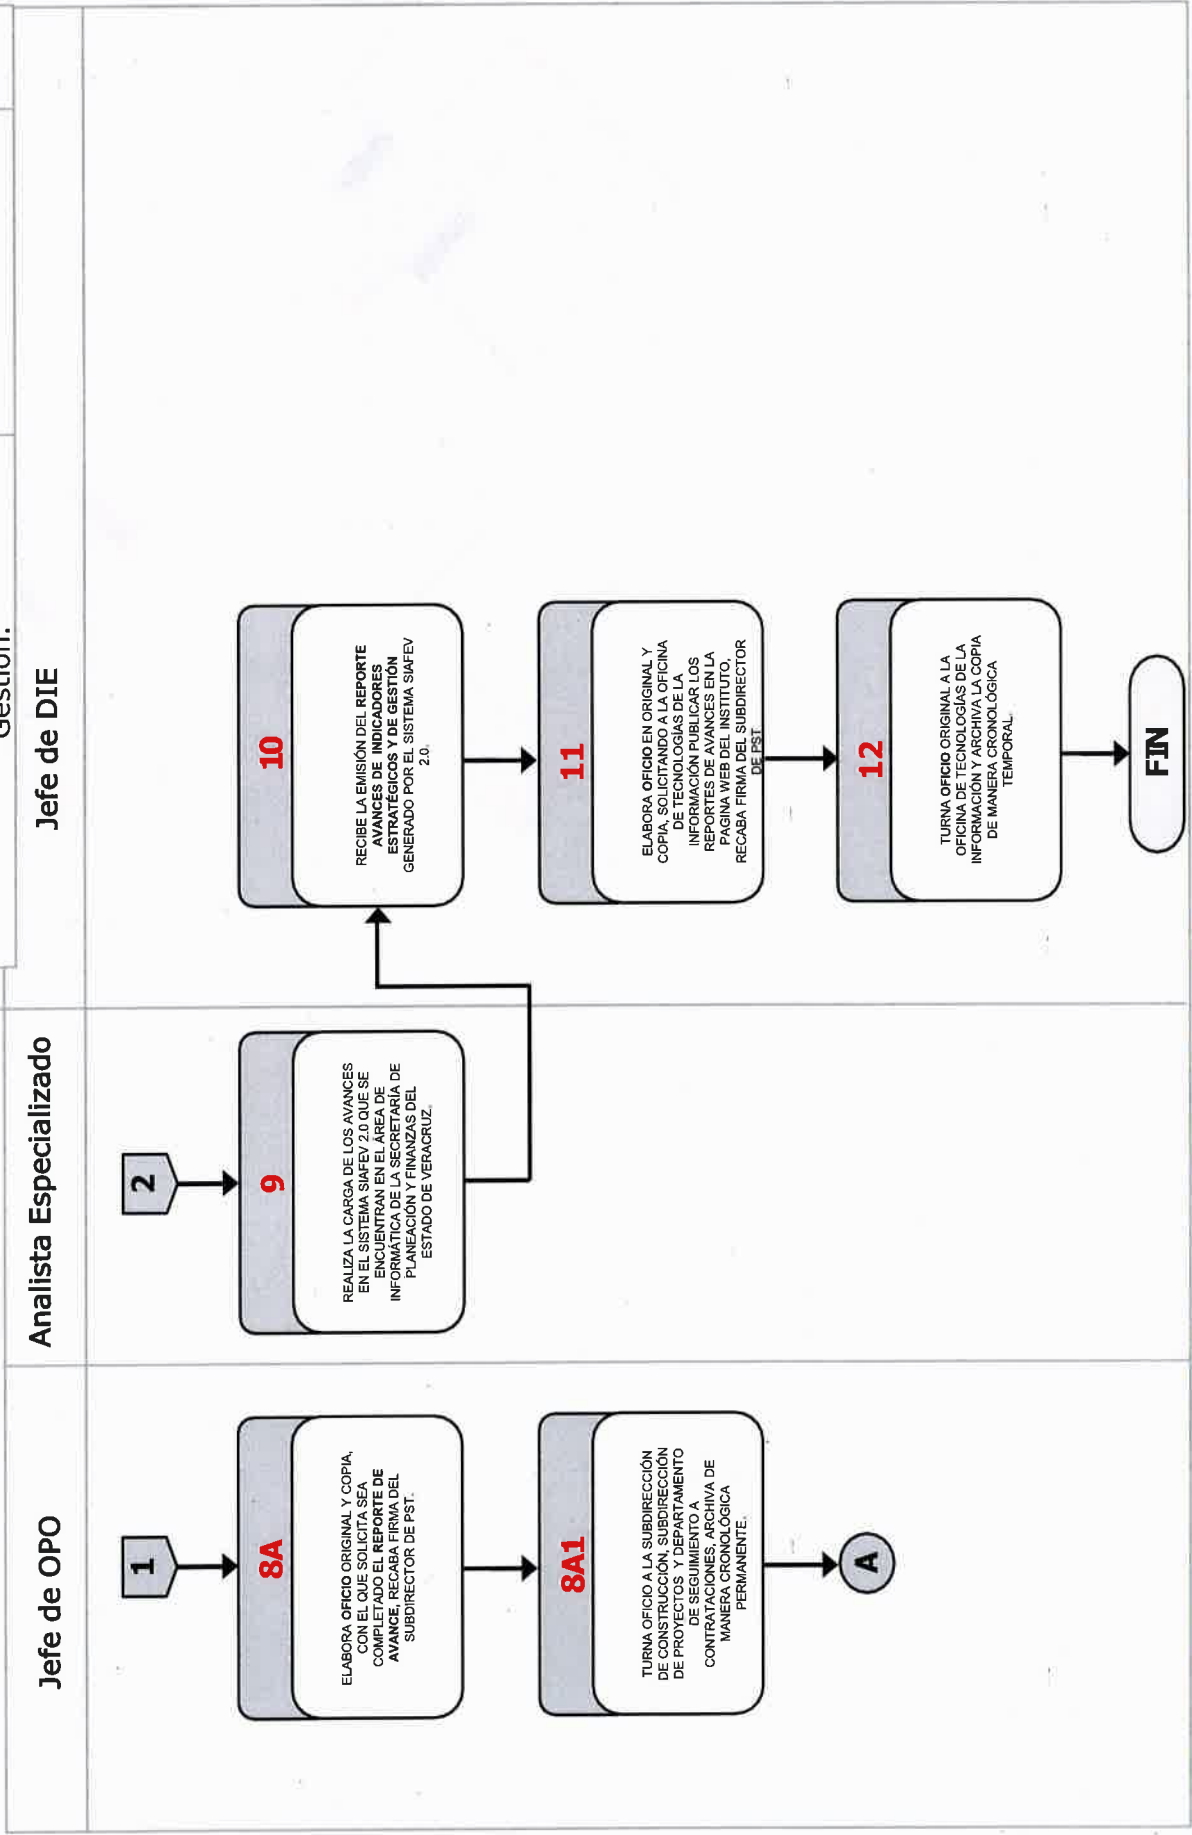 Gestión.
Jefe de OPO
Analista Especializado
Jefe de DIE
1
8A
ELABORA OFICIO ORIGINAL Y COPIA,
CON EL QUE SOLICITA SEA
COMPLETADO EL REPORTE DE
AVANCE, RECABA FIRMA DEL
SUBDIRECTOR DE PST.
8A1
TURNA OFICIO A LA SUBDIRECCIÓN
DE CONSTRUCCIÓN, SUBDIRECCIÓN
DE PROYECTOS Y DEPARTAMENTO
DE SEGUIMIENTO A
CONTRATACIONES, ARCHIVA DE
MANERA CRONOLÓGICA
PERMANENTE.
A
2
9
REALIZA LA CARGA DE LOS AVANCES
EN EL SISTEMA SIAFEV 2.0 QUE SE
ENCUENTRAN EN EL ÁREA DE
INFORMÁTICA DE LA SECRETARÍA DE
PLANEACIÓN Y FINANZAS DEL
ESTADO DE VERACRUZ.
10
RECIBE LA EMISIÓN DEL REPORTE
AVANCES DE INDICADORES
ESTRATÉGICOS Y DE GESTIÓN
GENERADO POR EL SISTEMA SIAFEV
2.0.
11
ELABORA OFICIO EN ORIGINAL Y
COPIA, SOLICITANDO A LA OFICINA
DE TECNOLOGÍAS DE LA
INFORMACIÓN PUBLICAR LOS
REPORTES DE AVANCES EN LA
PAGINA WEB DEL INSTITUTO,
RECABA FIRMA DEL SUBDIRECTOR
DE PST
12
TURNA OFICIO ORIGINAL A LA
OFICINA DE TECNOLOGÍAS DE LA
INFORMACIÓN Y ARCHIVA LA COPIA
DE MANERA CRONOLÓGICA
TEMPORAL.
FIN